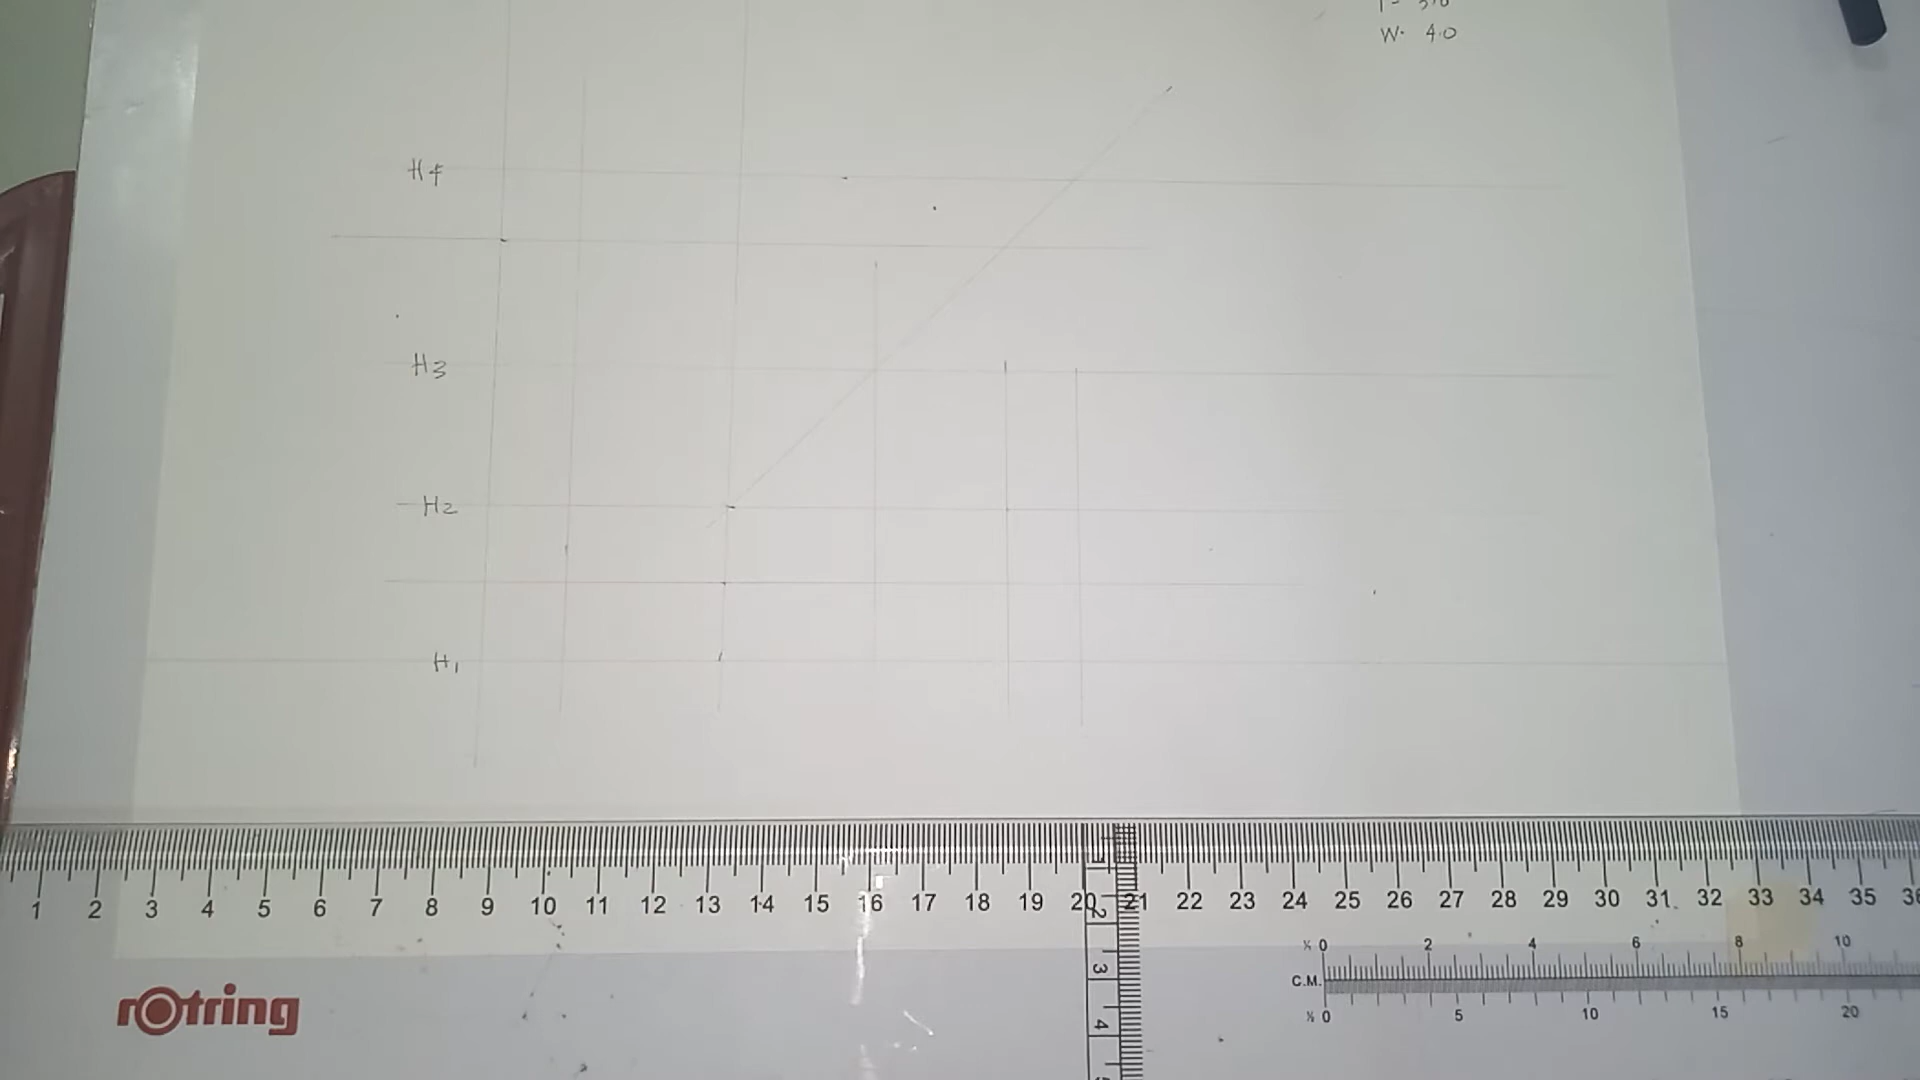 W. 4.0
H4
H3
H2
H1
1 2 3 4 5 6 7 8 9 10 11 12 13 14 15 16 17 18 19 20 21 22 23 24 25 26 27 28 29 30 31 32 33 34 35
2
3
4
0 2 4 6 8 10
C.M.
0 5 10 15 20
rotring